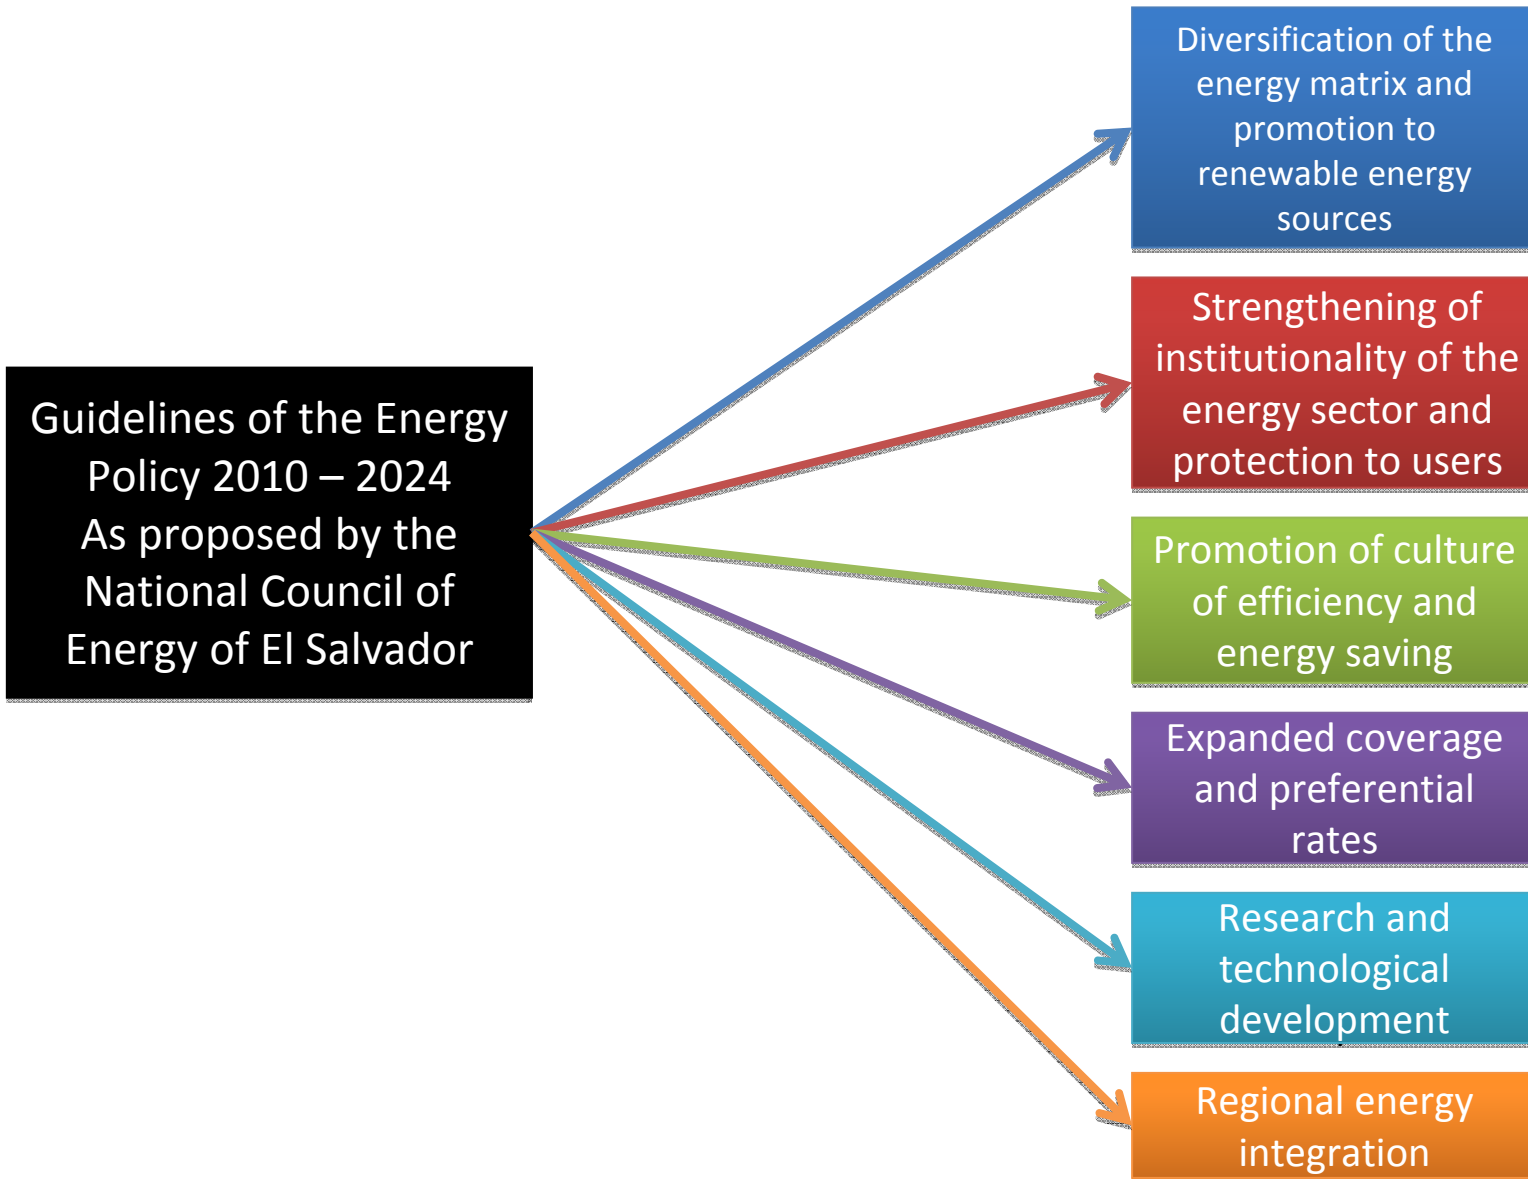 Guidelines of the Energy
Policy 2010 – 2024
As proposed by the
National Council of
Energy of El Salvador
Diversification of the
energy matrix and
promotion to
renewable energy
sources
Strengthening of
institutionality of the
energy sector and
protection to users
Promotion of culture
of efficiency and
energy saving
Expanded coverage
and preferential
rates
Research and
technological
development
Regional energy
integration